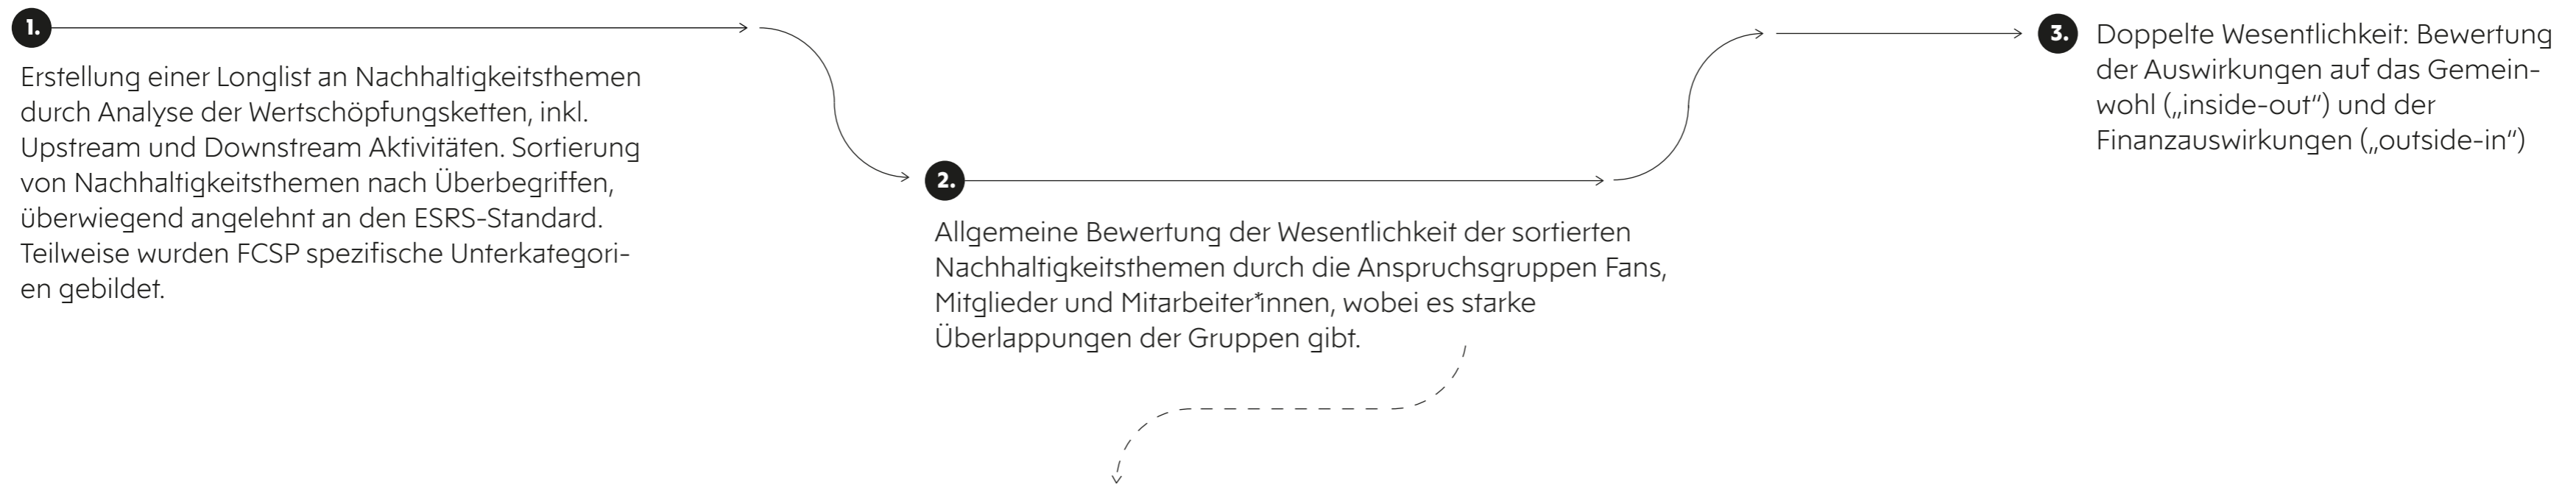 1.
Erstellung einer Longlist an Nachhaltigkeitsthemen
durch Analyse der Wertschöpfungsketten, inkl.
Upstream und Downstream Aktivitäten. Sortierung
von Nachhaltigkeitsthemen nach Überbegriffen,
überwiegend angelehnt an den ESRS-Standard.
Teilweise wurden FCSP spezifische Unterkategori-
en gebildet.
2.
Allgemeine Bewertung der Wesentlichkeit der sortierten
Nachhaltigkeitsthemen durch die Anspruchsgruppen Fans,
Mitglieder und Mitarbeiter*innen, wobei es starke
Überlappungen der Gruppen gibt.
3.
Doppelte Wesentlichkeit: Bewertung
der Auswirkungen auf das Gemein-
wohl („inside-out“) und der
Finanzauswirkungen („outside-in“)